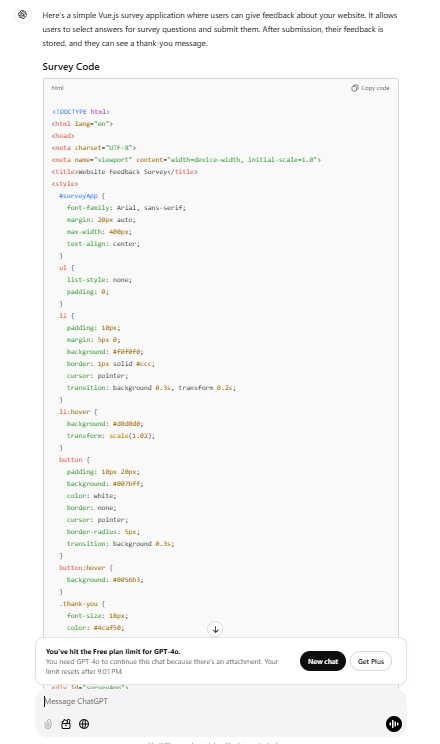 Here's a simple Vue.js survey application where users can give feedback about your website. It allows
users to select answers for survey questions and submit them. After submission, their feedback is
stored, and they can see a thank-you message.
Survey Code
html
Copy code
<!DOCTYPE html>
<html lang="en">
<head>
<meta charset="UTF-8">
<meta name="viewport" content="width=device-width, initial-scale=1.0">
<title>Website Feedback Survey</title>
<style>
#surveyApp {
font-family: Arial, sans-serif;
margin: 20px auto;
max-width: 400px;
text-align: center;
}
ul {
list-style: none;
padding: 0;
}
li {
padding: 10px;
margin: 5px 0;
background: #f0f0f0;
border: 1px solid #ccc;
cursor: pointer;
transition: background 0.3s, transform 0.2s;
}
li:hover {
background: #d0d0d0;
transform: scale(1.02);
}
button {
padding: 10px 20px;
background: #007bff;
color: white;
border: none;
cursor: pointer;
border-radius: 5px;
transition: background 0.3s;
}
button:hover {
background: #0056b3;
}
.thank-you {
font-size: 18px;
color: #4caf50;
You've hit the Free plan limit for GPT-4o.
You need GPT-4o to continue this chat because there's an attachment. Your
limit resets after 9:01 PM.
New chat
Get Plus
<div id="surveyApp">
Message ChatGPT